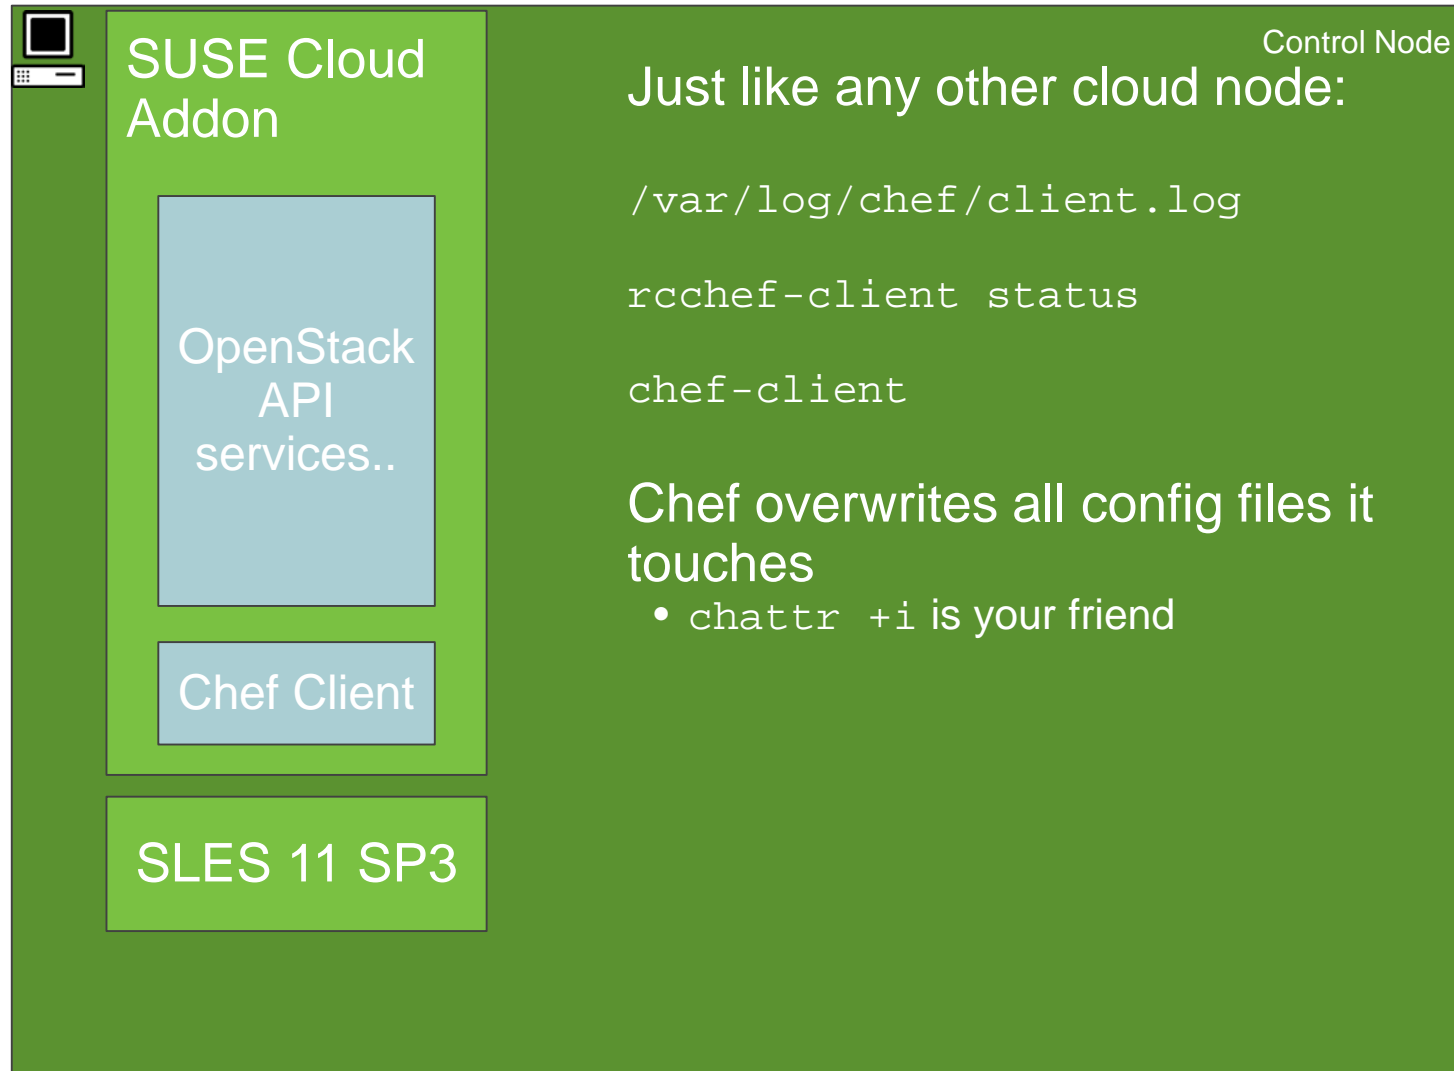 SUSE Cloud
Addon
OpenStack
API
services..
Chef Client
SLES 11 SP3
Control Node
Just like any other cloud node:
/var/log/chef/client.log
rcchef-client status
chef-client
Chef overwrites all config files it
touches
• chattr +i is your friend